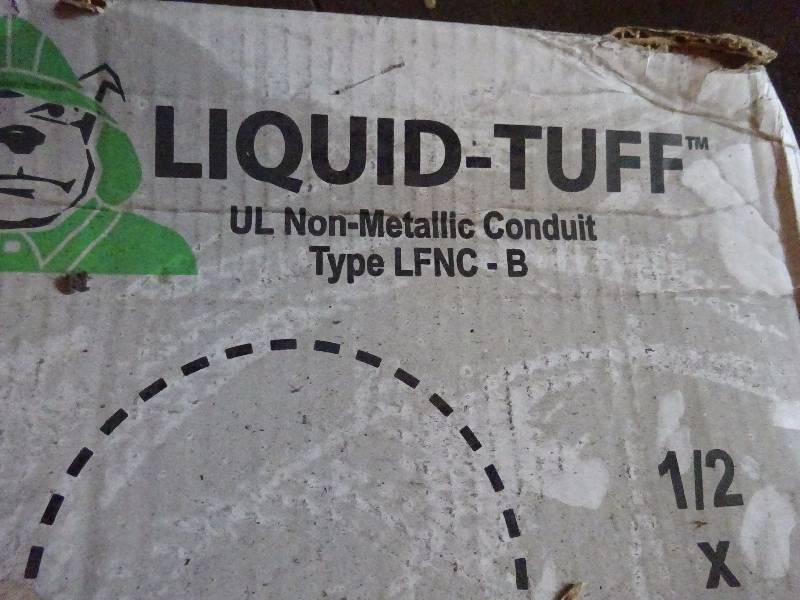 LIQUID-TUFF™
UL Non-Metallic Conduit
Type LFNC - B
1/2
x